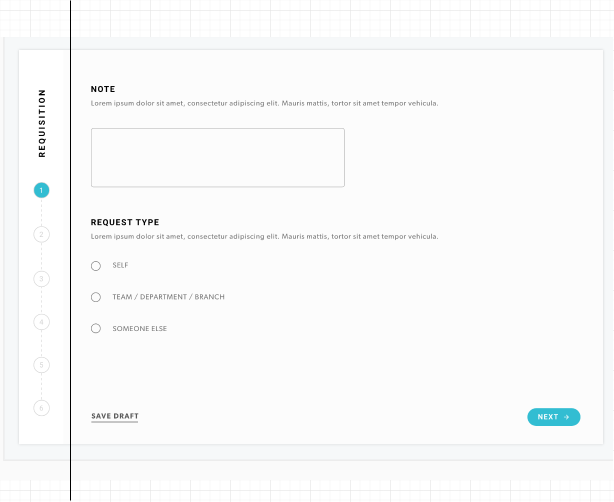 REQUISITION
1
2
3
4
5
6
NOTE
Lorem ipsum dolor sit amet, consectetur adipiscing elit. Mauris mattis, tortor sit amet tempor vehicula.
REQUEST TYPE
Lorem ipsum dolor sit amet, consectetur adipiscing elit. Mauris mattis, tortor sit amet tempor vehicula.
SELF
TEAM / DEPARTMENT / BRANCH
SOMEONE ELSE
SAVE DRAFT
NEXT →